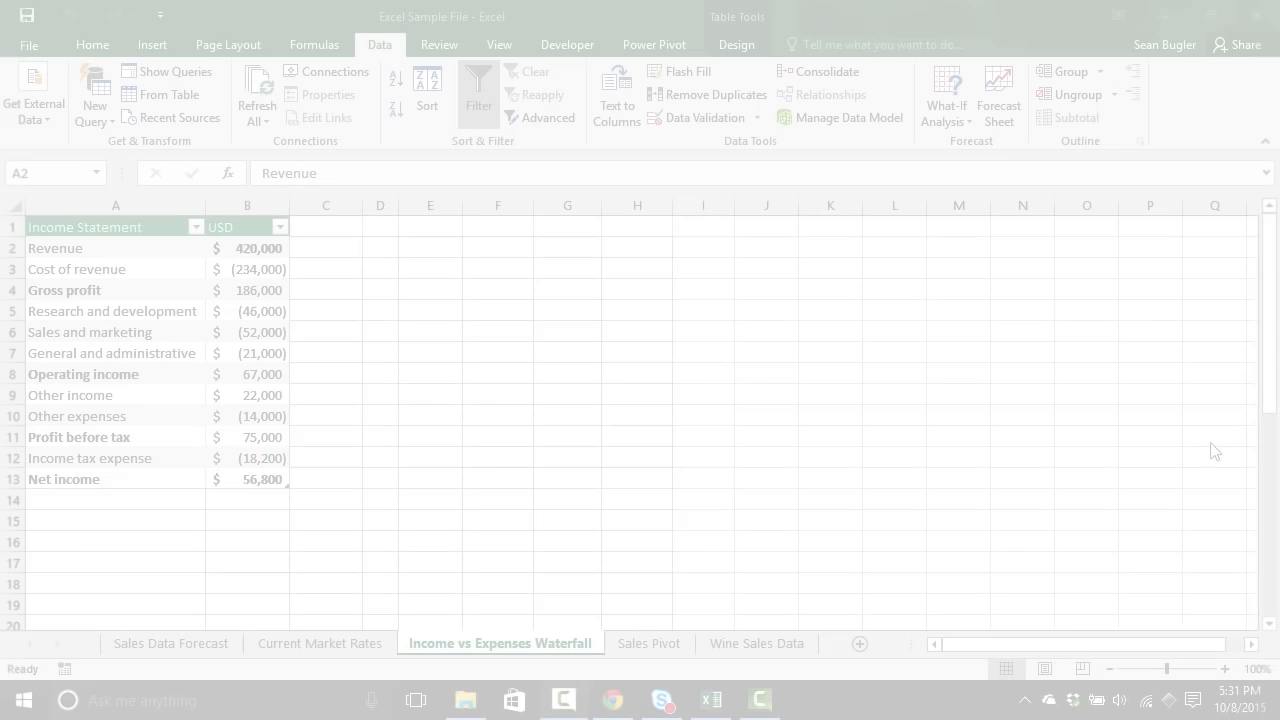 Excel Sample File - Excel
Table Tools
File Home Insert Page Layout Formulas Data Review View Developer Power Pivot Design Tell me what you want to do... Sean Bugler Share
Get External Data
New Query
Show Queries
From Table
Recent Sources
Get & Transform
Refresh All
Connections
Properties
Edit Links
Connections
Sort
Filter
Clear
Reapply
Advanced
Sort & Filter
Text to Columns
Flash Fill
Remove Duplicates
Data Validation
Consolidate
Relationships
Manage Data Model
Data Tools
What-If Analysis
Forecast Sheet
Forecast
Group
Ungroup
Subtotal
Outline
A2 fx Revenue
A B C D E F G H I J K L M N O P Q
1 Income Statement USD
2 Revenue $ 420,000
3 Cost of revenue $ (234,000)
4 Gross profit $ 186,000
5 Research and development $ (46,000)
6 Sales and marketing $ (52,000)
7 General and administrative $ (21,000)
8 Operating income $ 67,000
9 Other income $ 22,000
10 Other expenses $ (14,000)
11 Profit before tax $ 75,000
12 Income tax expense $ (18,200)
13 Net income $ 56,800
14
15
16
17
18
19
20
Sales Data Forecast Current Market Rates Income vs Expenses Waterfall Sales Pivot Wine Sales Data
Ready 100%
Ask me anything
5:31 PM
10/8/2015